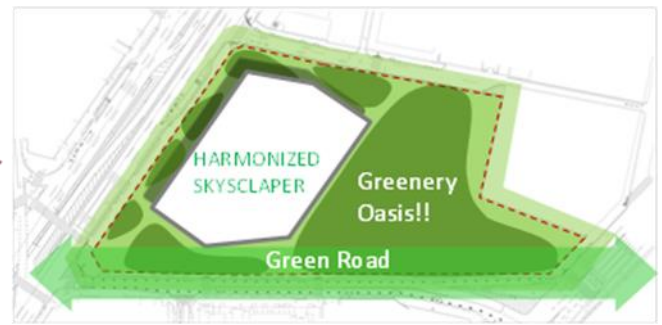 HARMONIZED
SKYSCLAPER
Greenery
Oasis!!
Green Road